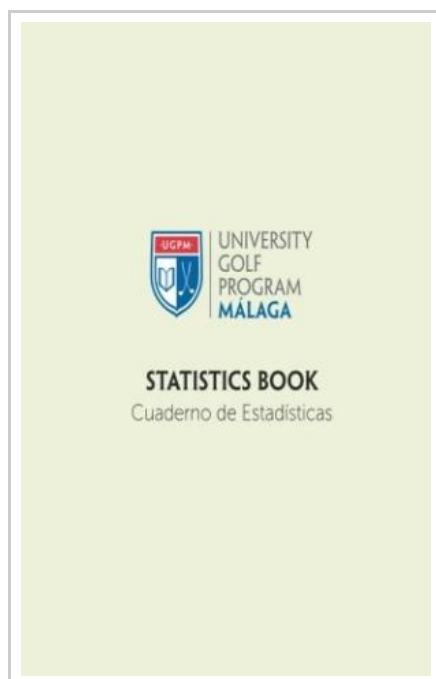 ·UGPM·
UNIVERSITY
GOLF
PROGRAM
MÁLAGA
STATISTICS BOOK
Cuaderno de Estadísticas